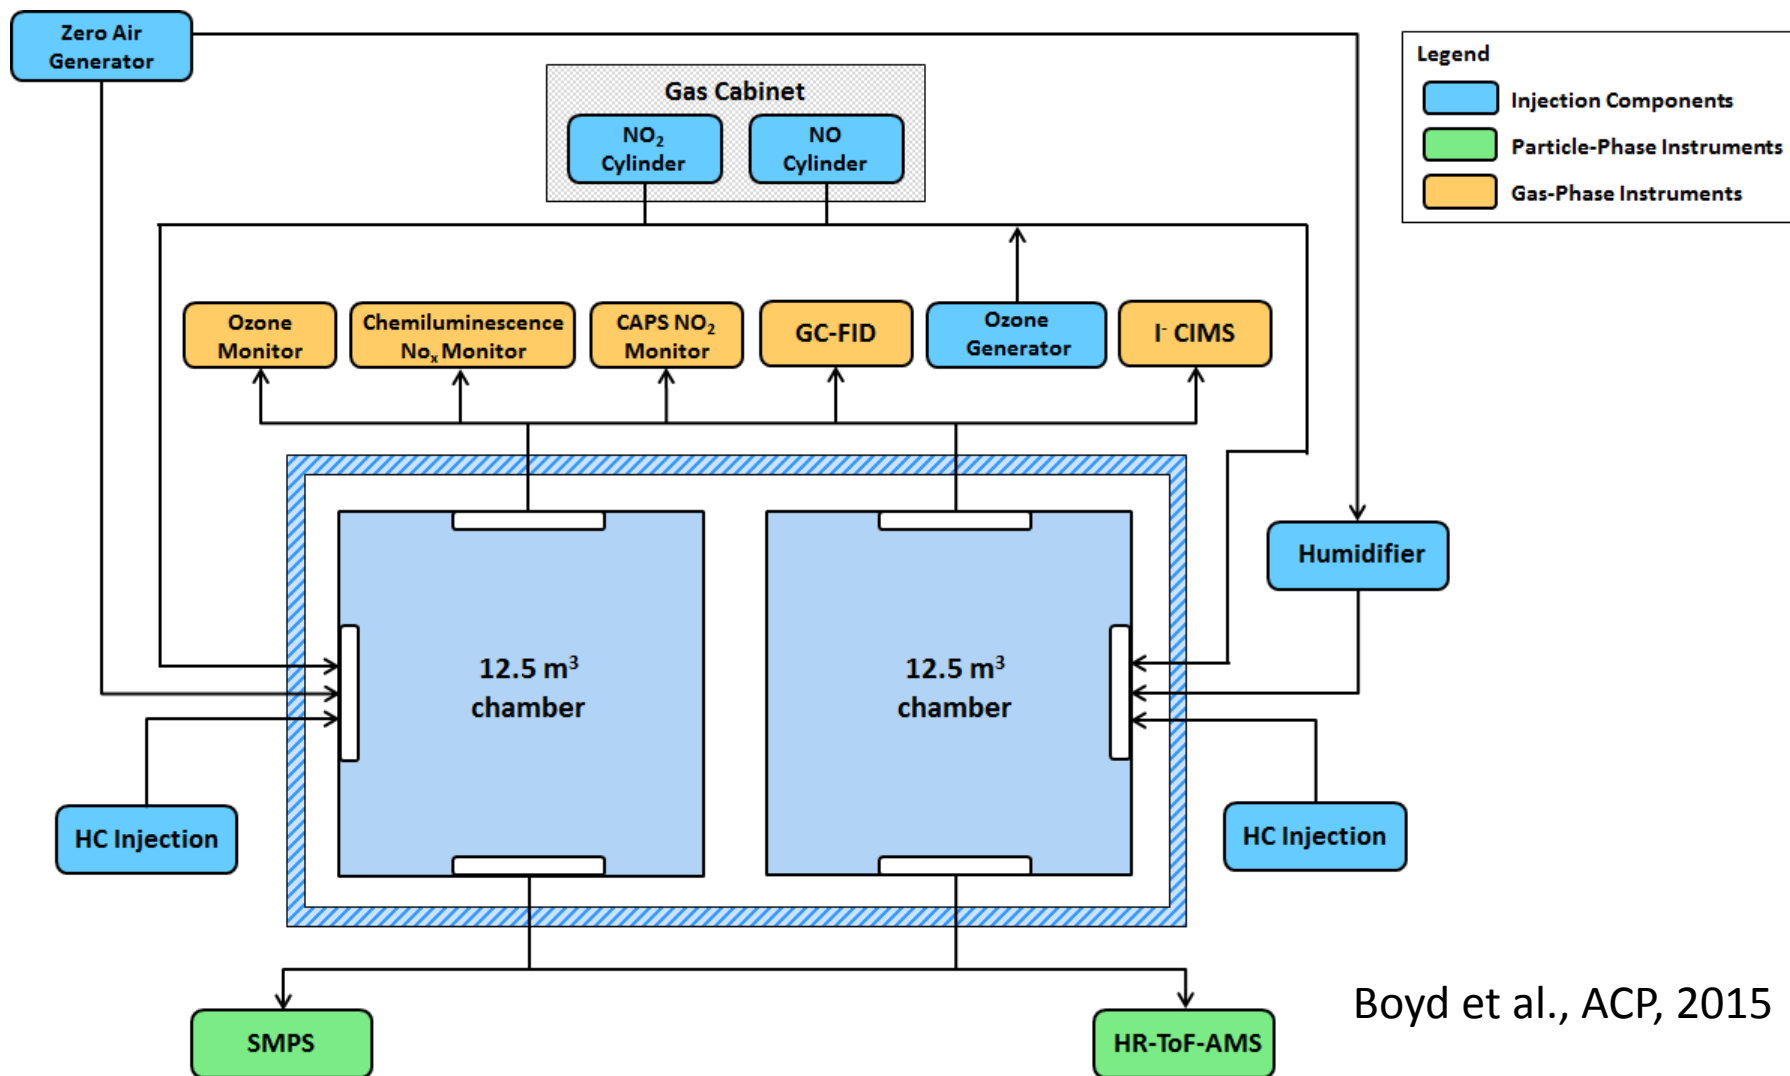 Zero Air
Generator
Gas Cabinet
NO₂
Cylinder
NO
Cylinder
Legend
Injection Components
Particle-Phase Instruments
Gas-Phase Instruments
Ozone
Monitor
Chemiluminescence
Noₓ Monitor
CAPS NO₂
Monitor
GC-FID
Ozone
Generator
I⁻ CIMS
Humidifier
12.5 m³
chamber
12.5 m³
chamber
HC Injection
HC Injection
SMPS
HR-ToF-AMS
Boyd et al., ACP, 2015